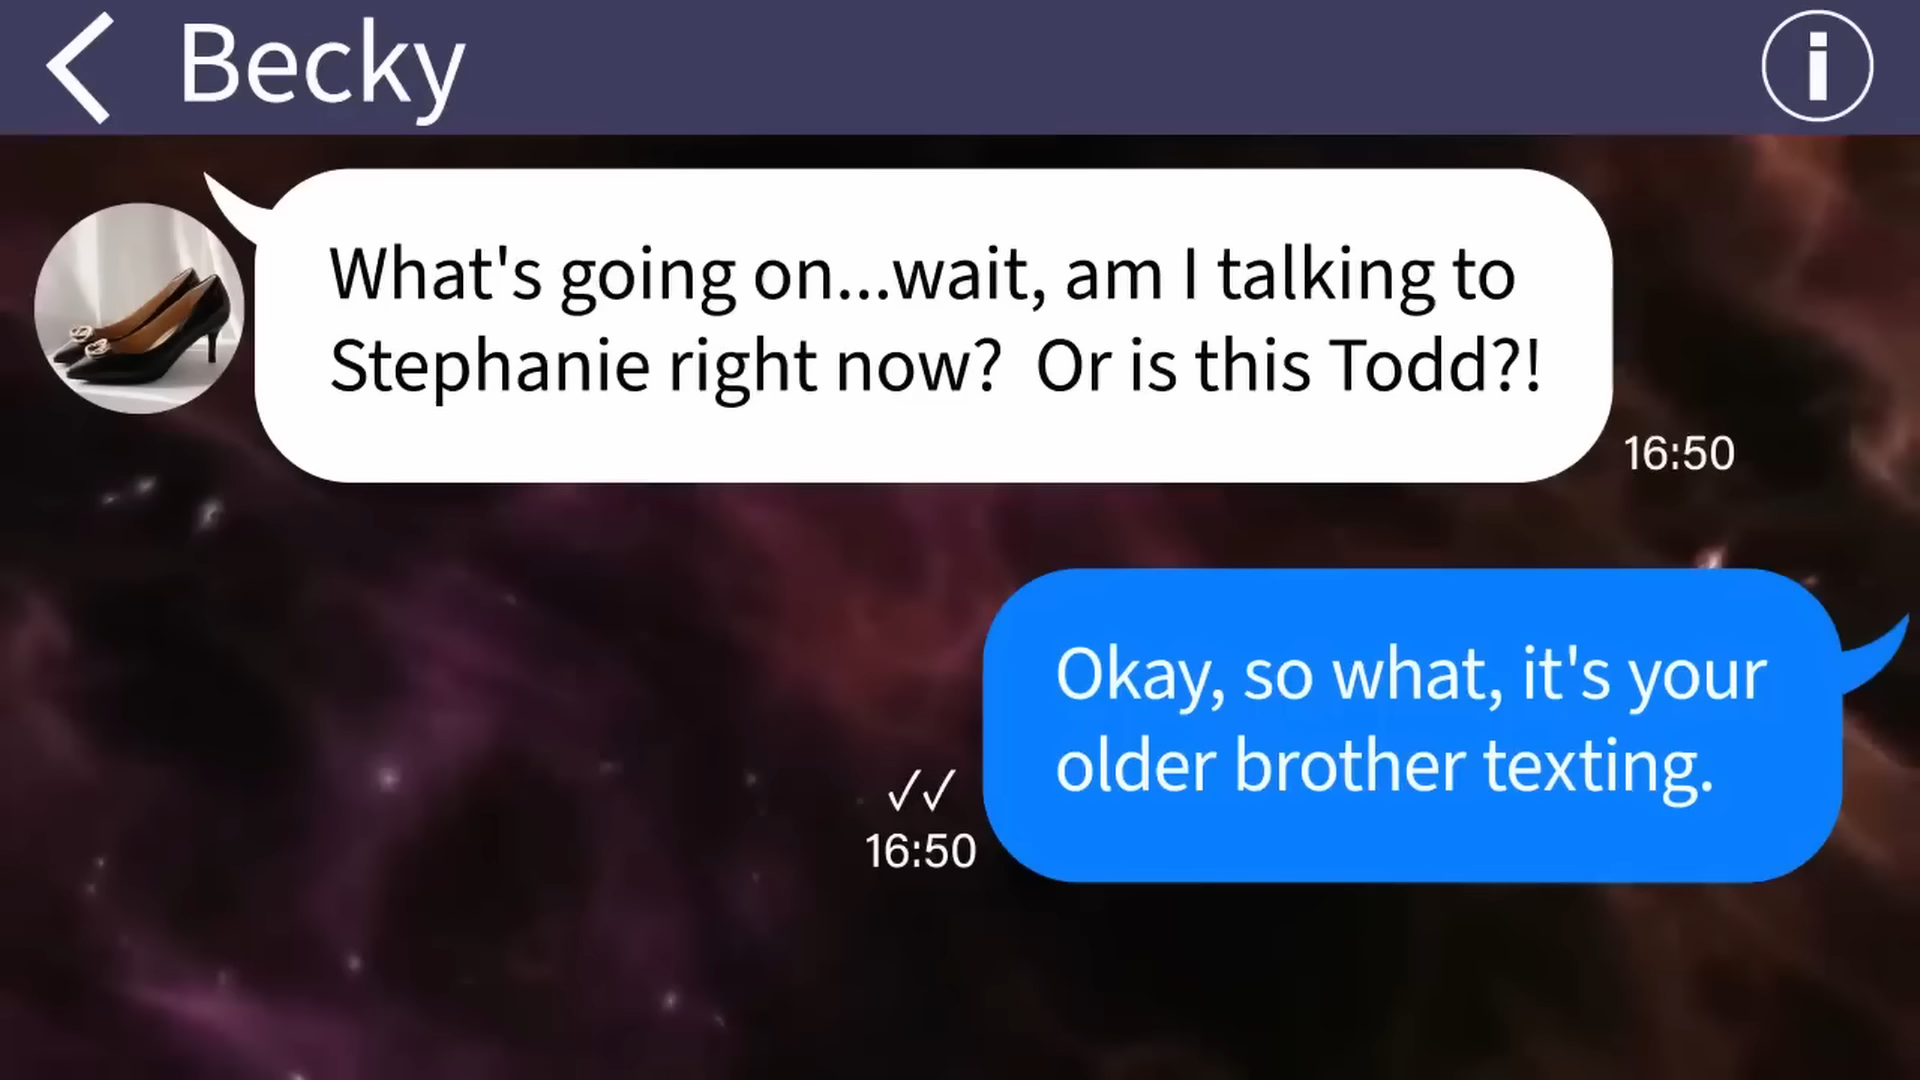 Becky
What's going on...wait, am I talking to
Stephanie right now?  Or is this Todd?!
16:50
Okay, so what, it's your
older brother texting.
16:50